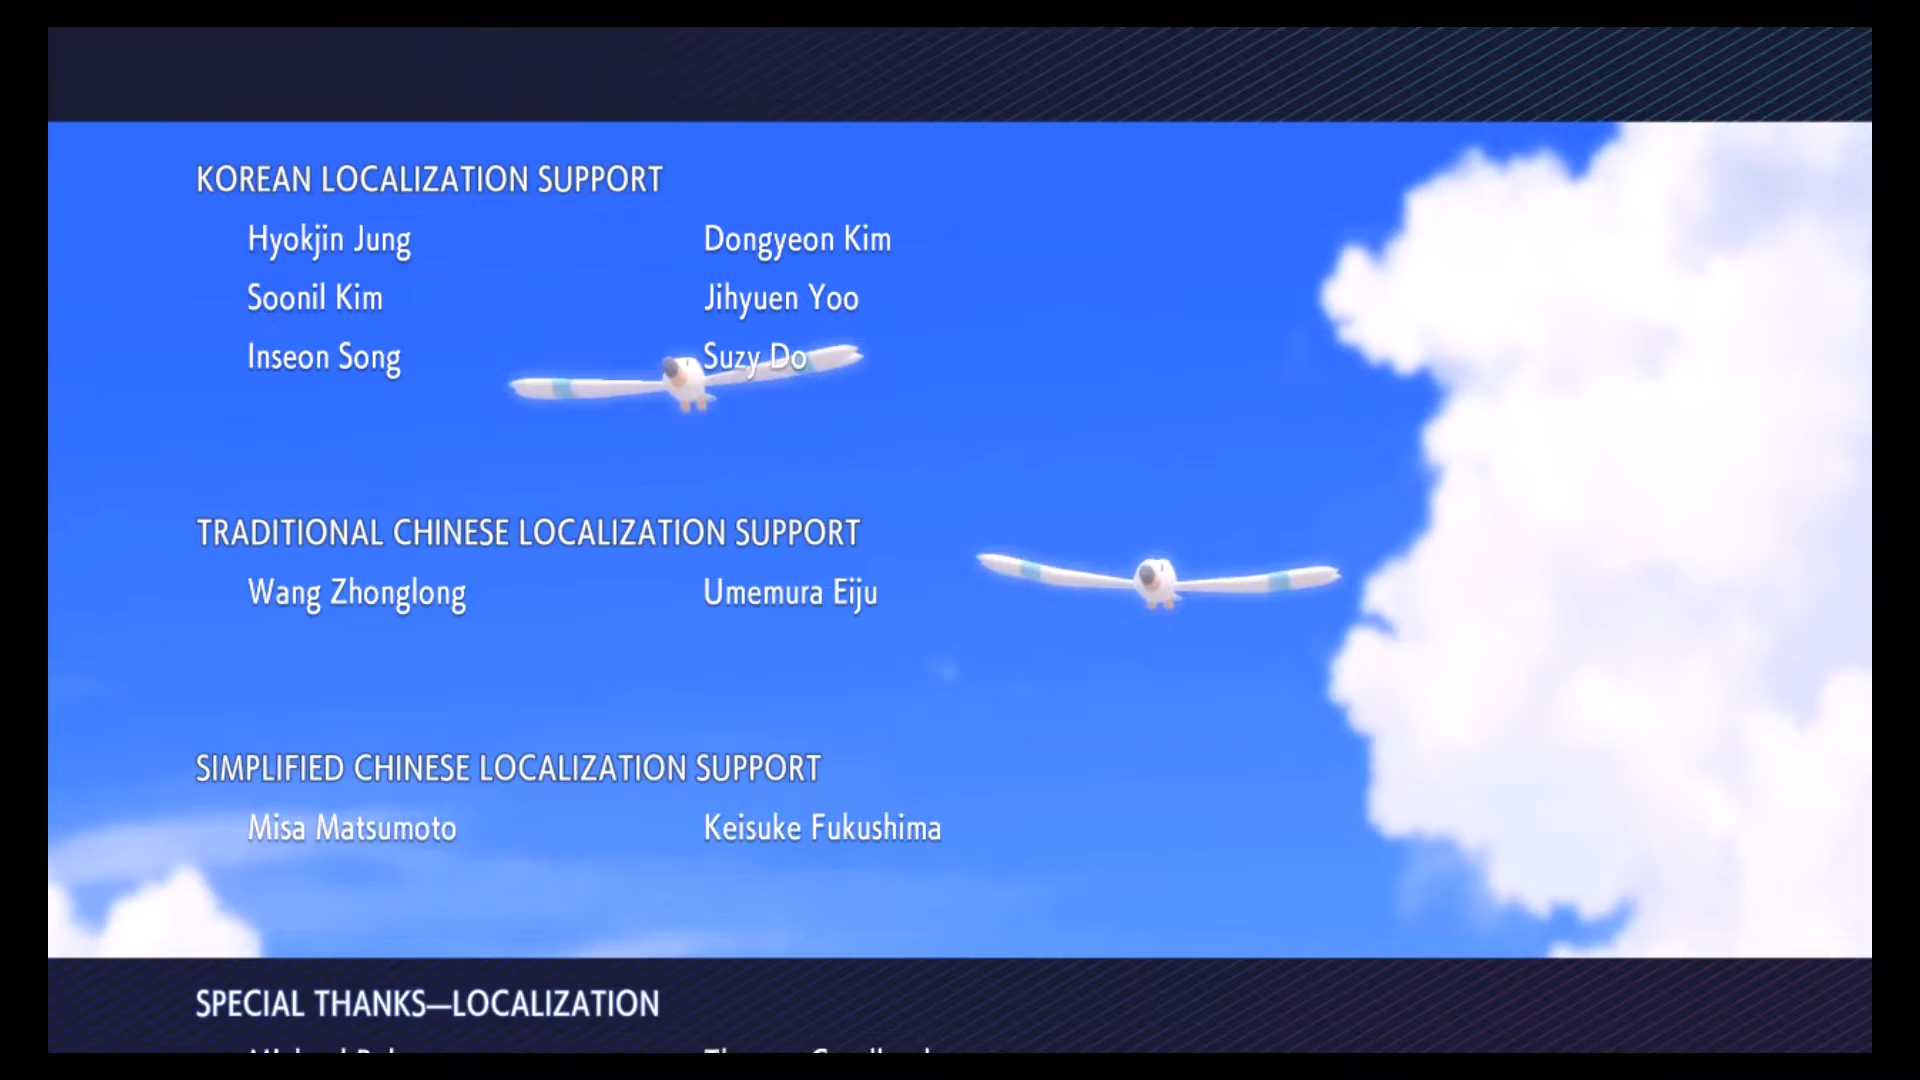 KOREAN LOCALIZATION SUPPORT
Hyokjin Jung Dongyeon Kim
Soonil Kim Jihyuen Yoo
Inseon Song Suzy Do
TRADITIONAL CHINESE LOCALIZATION SUPPORT
Wang Zhonglong Umemura Eiju
SIMPLIFIED CHINESE LOCALIZATION SUPPORT
Misa Matsumoto Keisuke Fukushima
SPECIAL THANKS—LOCALIZATION